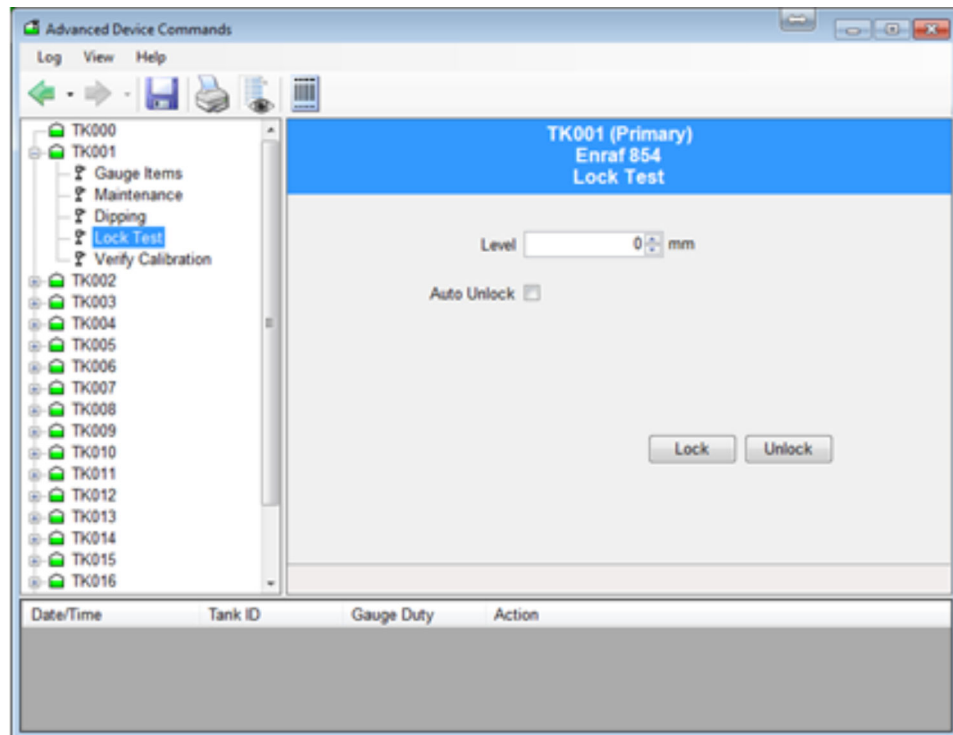 Advanced Device Commands
Log View Help
TK000
TK001
Gauge Items
Maintenance
Dipping
Lock Test
Verify Calibration
TK002
TK003
TK004
TK005
TK006
TK007
TK008
TK009
TK010
TK011
TK012
TK013
TK014
TK015
TK016
TK001 (Primary)
Enraf 854
Lock Test
Level 0 mm
Auto Unlock
Lock Unlock
Date/Time Tank ID Gauge Duty Action